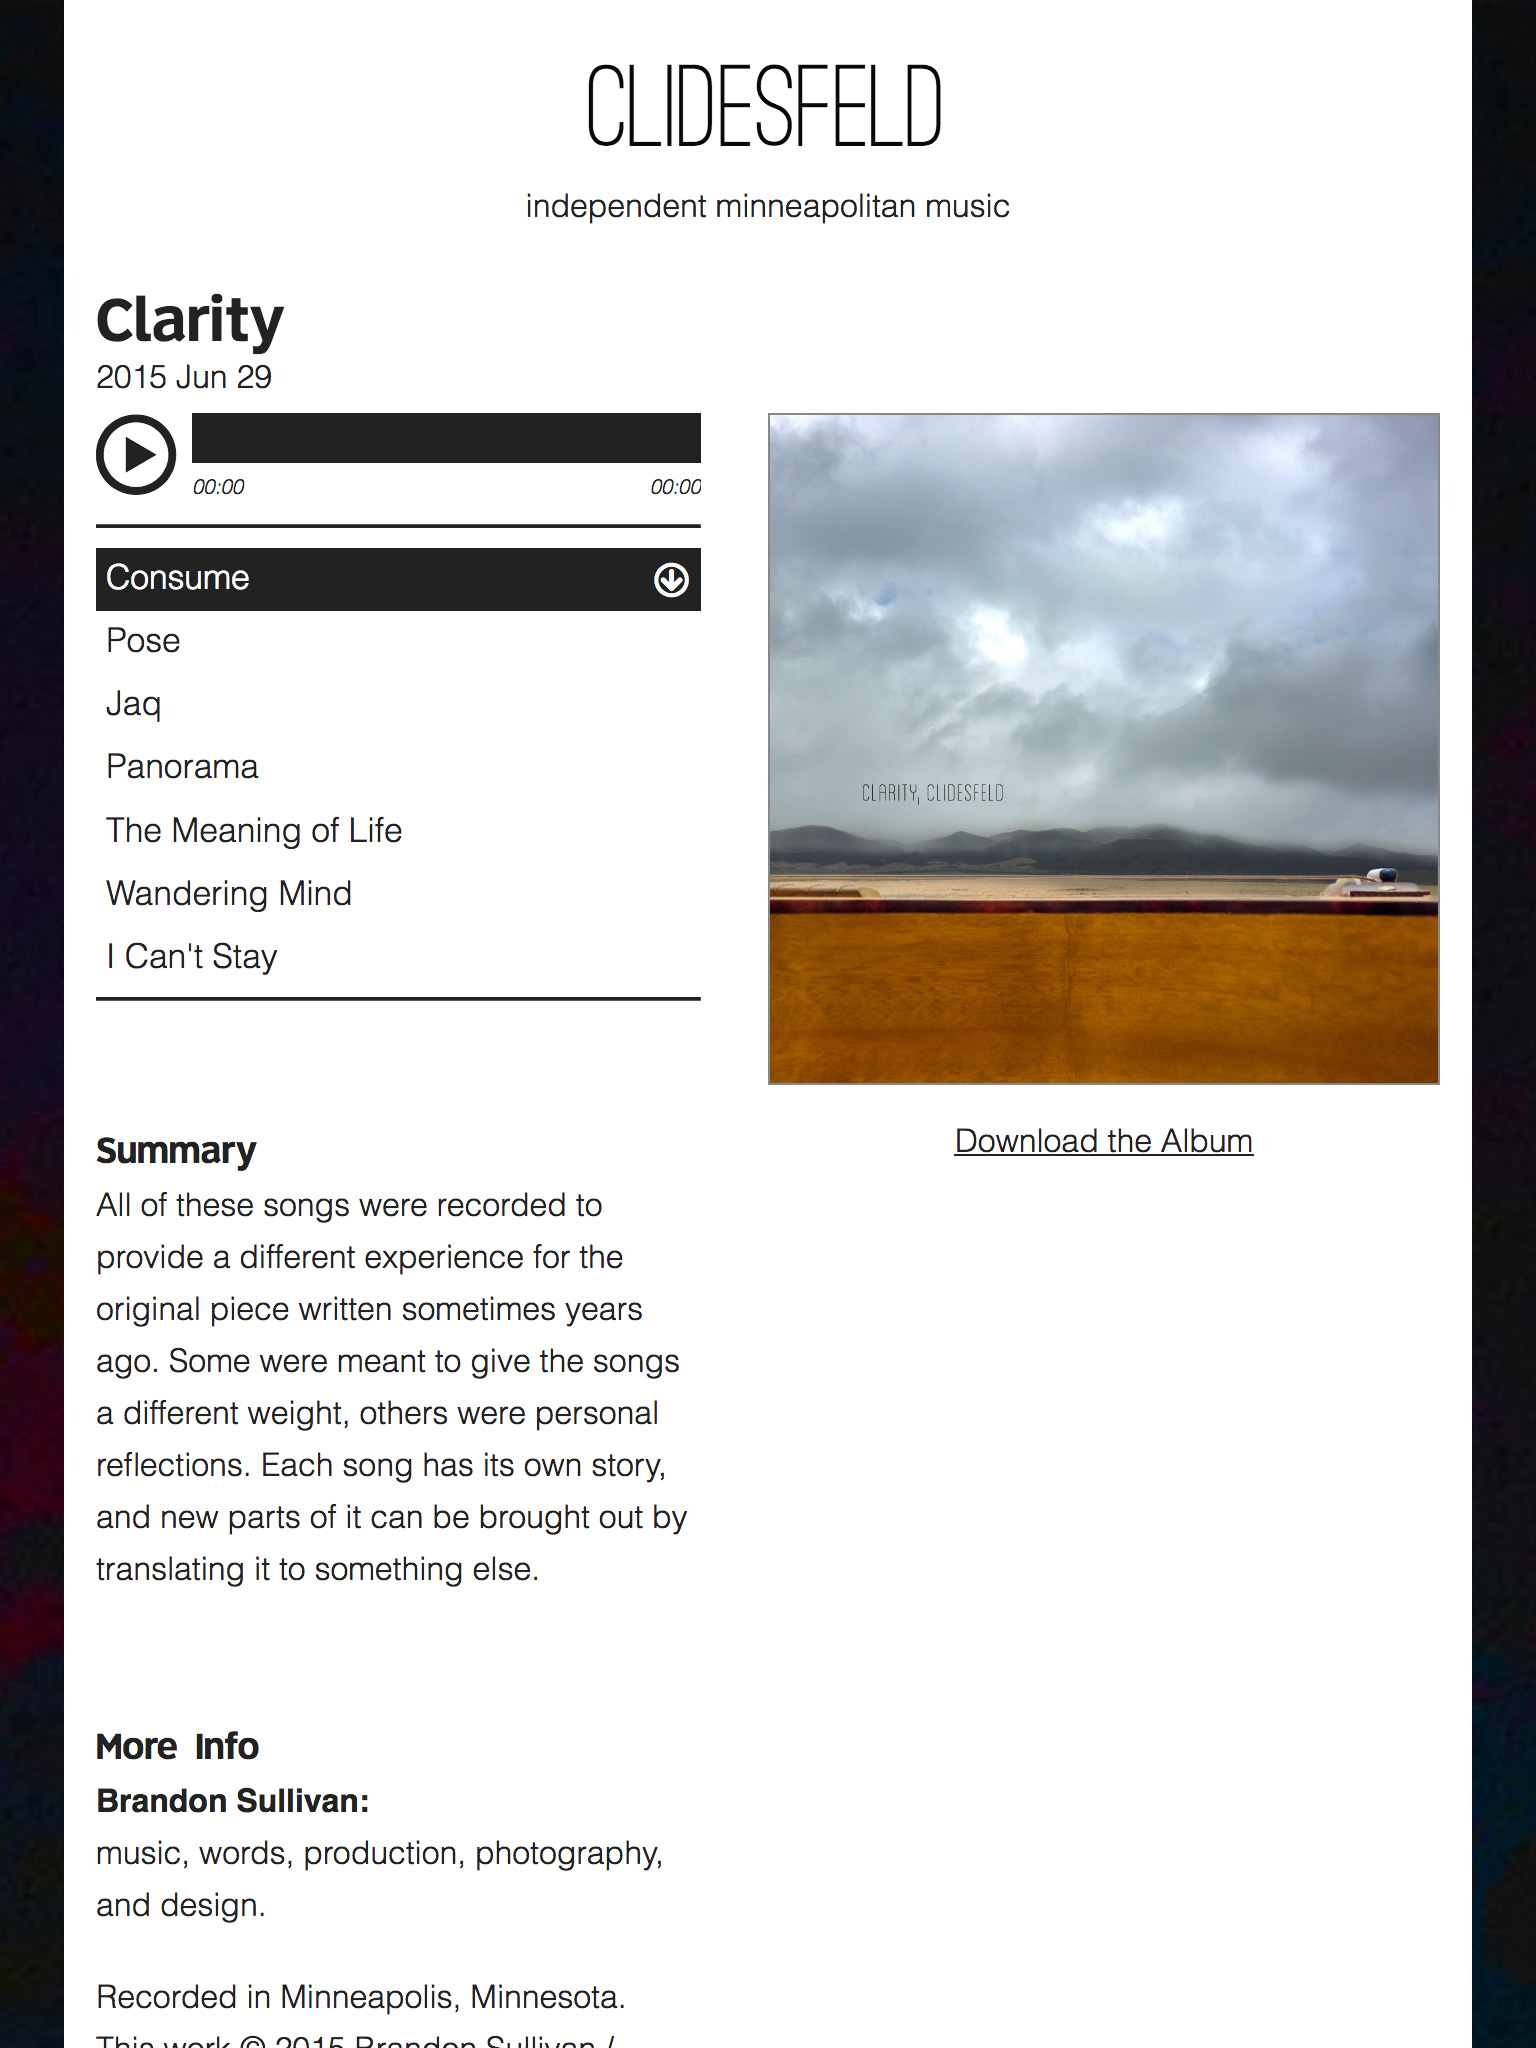 CLIDESFELD
independent minneapolitan music
Clarity
2015 Jun 29
00:00 00:00
Consume
Pose
Jaq
Panorama
The Meaning of Life
Wandering Mind
I Can't Stay
CLARITY, CLIDESFELD
Download the Album
Summary
All of these songs were recorded to
provide a different experience for the
original piece written sometimes years
ago. Some were meant to give the songs
a different weight, others were personal
reflections. Each song has its own story,
and new parts of it can be brought out by
translating it to something else.
More Info
Brandon Sullivan:
music, words, production, photography,
and design.
Recorded in Minneapolis, Minnesota.
This work © 2015 Brandon Sullivan /